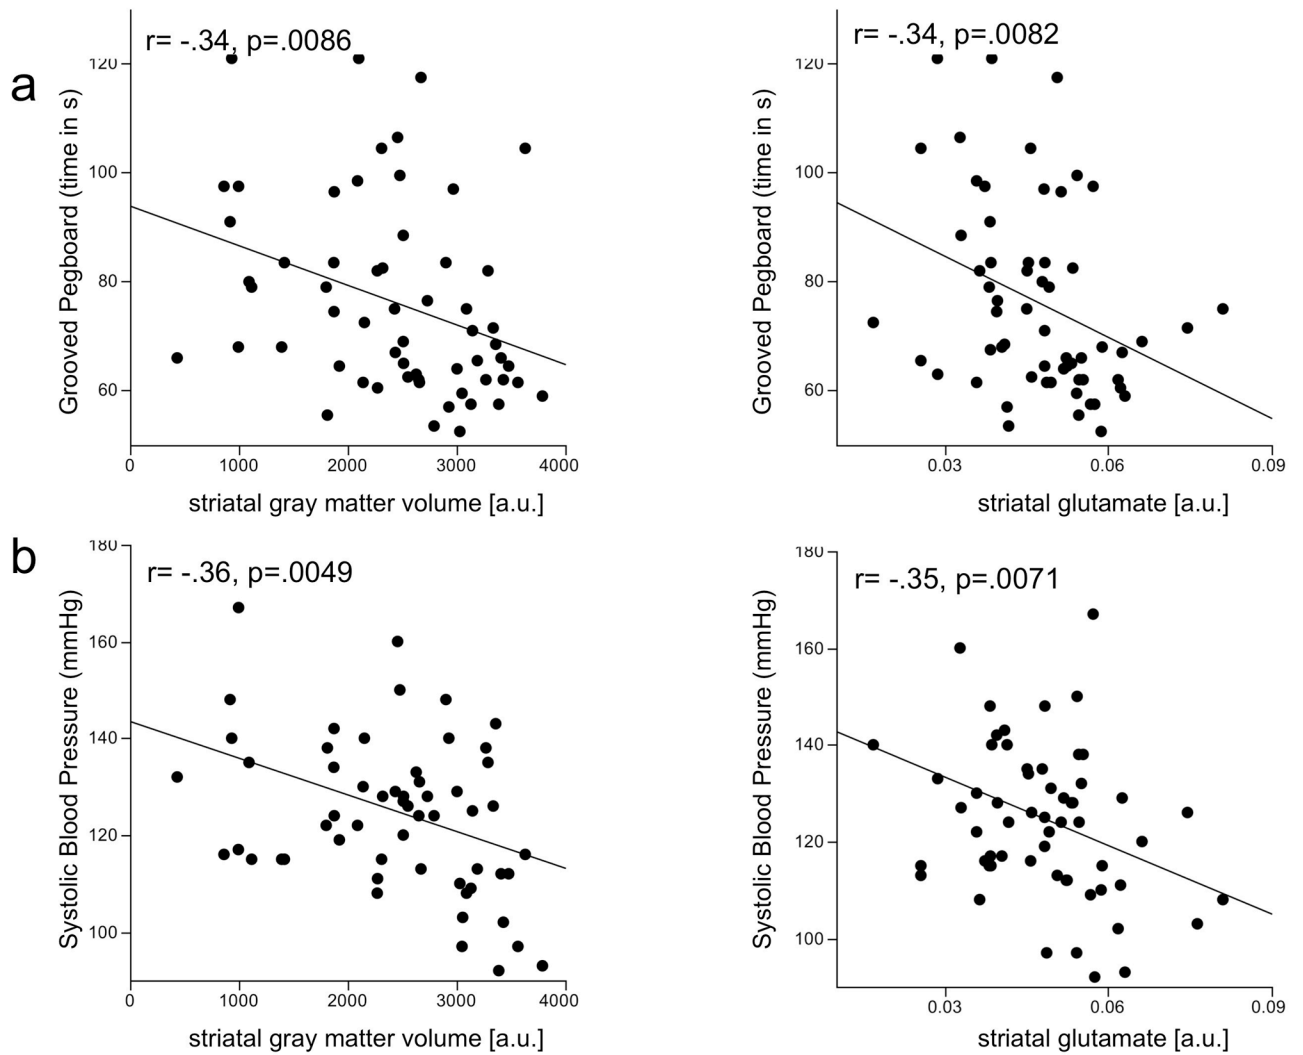 a
r= -.34, p=.0086
Grooved Pegboard (time in s)
120
100
80
60
0 1000 2000 3000 4000
striatal gray matter volume [a.u.]
r= -.34, p=.0082
Grooved Pegboard (time in s)
120
100
80
60
0.03 0.06 0.09
striatal glutamate [a.u.]
b
r= -.36, p=.0049
Systolic Blood Pressure (mmHg)
180
160
140
120
100
0 1000 2000 3000 4000
striatal gray matter volume [a.u.]
r= -.35, p=.0071
Systolic Blood Pressure (mmHg)
180
160
140
120
100
0.03 0.06 0.09
striatal glutamate [a.u.]